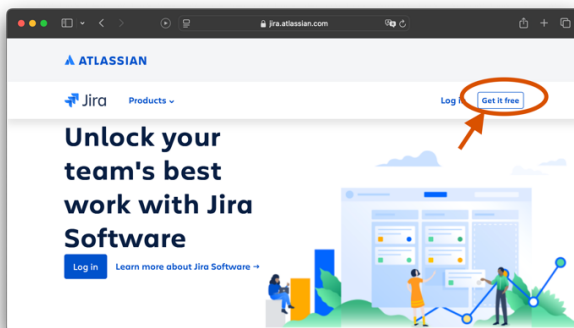 jira.atlassian.com
ATLASSIAN
Jira
Products
Log i
Get it free
Unlock your
team's best
work with Jira
Software
Log in
Learn more about Jira Software →